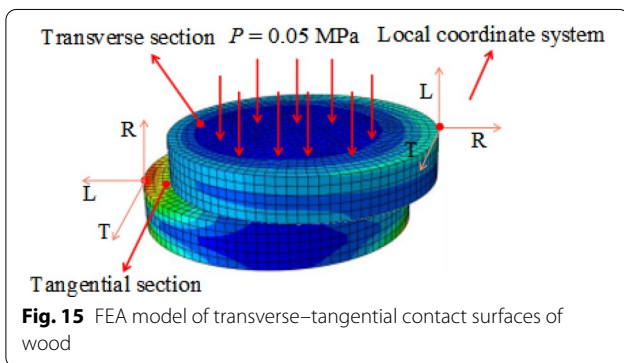 Transverse section P = 0.05 MPa Local coordinate system
L
R
R
T
L
T
Tangential section
Fig. 15 FEA model of transverse–tangential contact surfaces of
wood